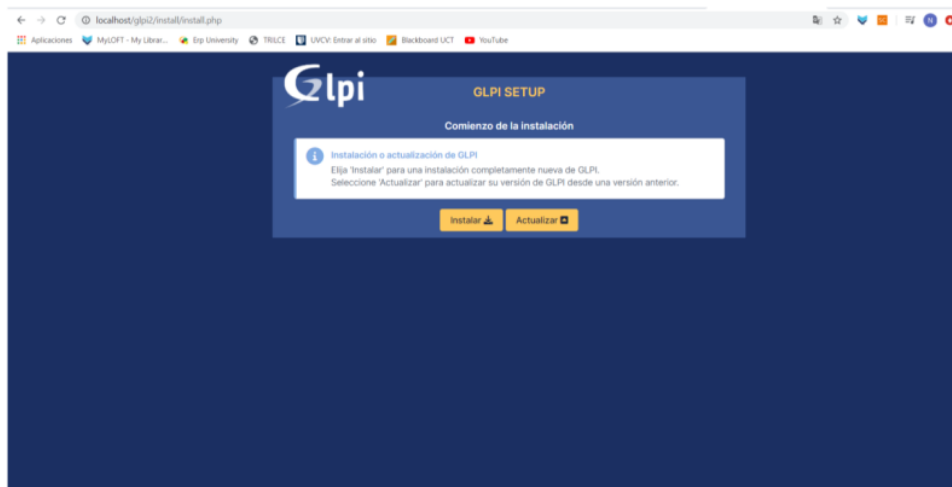 localhost/glpi2/install/install.php
Aplicaciones MyLOFT - My Librar... Erp University TRILCE UVCV: Entrar al sitio Blackboard UCT YouTube
Glpi
GLPI SETUP
Comienzo de la instalación
Instalación o actualización de GLPI
Elija 'Instalar' para una instalación completamente nueva de GLPI.
Seleccione 'Actualizar' para actualizar su versión de GLPI desde una versión anterior.
Instalar Actualizar